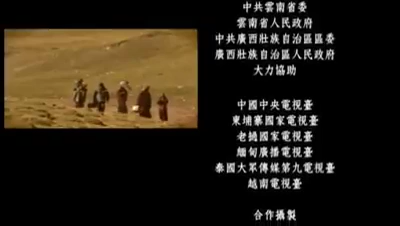 中共雲南省委
雲南省人民政府
中共廣西壯族自治區區委
廣西壯族自治區人民政府
大力協助
中國中央電視臺
柬埔寨國家電視臺
老撾國家電視臺
緬甸廣播電視臺
泰國大眾傳媒第九電視臺
越南電視臺
合作攝製